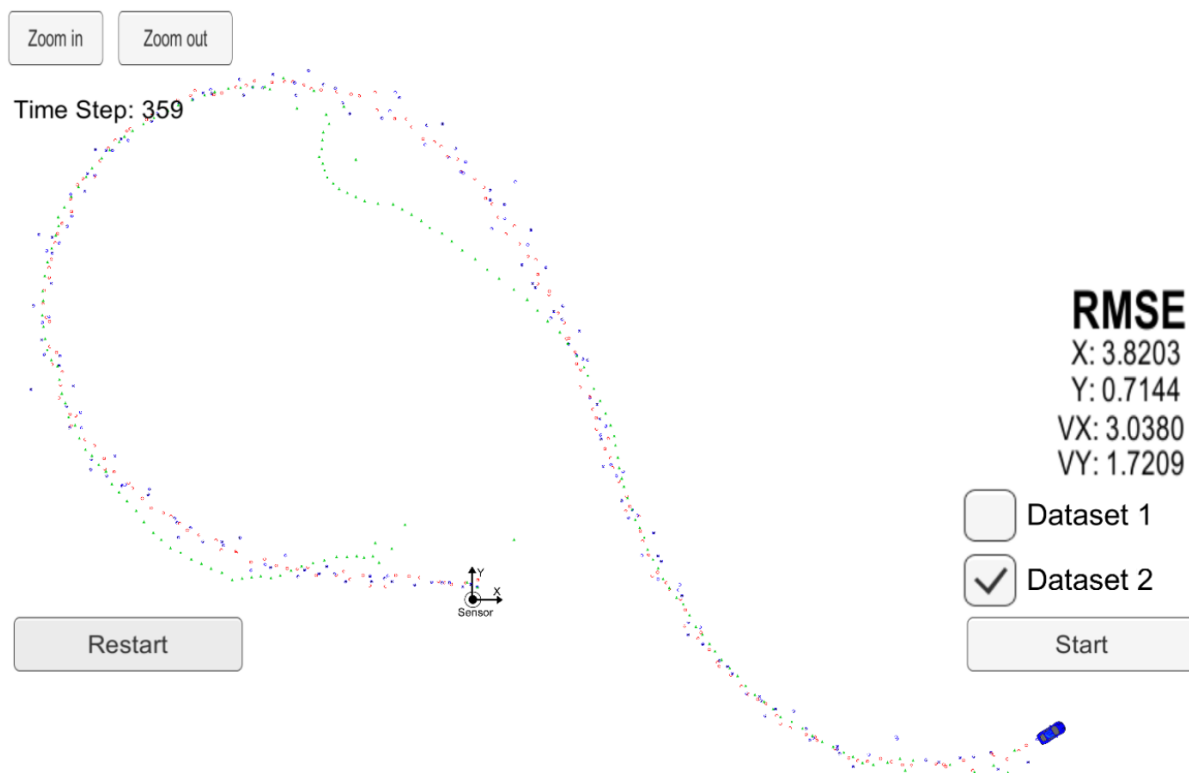 Zoom in
Zoom out
Time Step: 359
RMSE
X: 3.8203
Y: 0.7144
VX: 3.0380
VY: 1.7209
Dataset 1
Dataset 2
Y
X
Sensor
Restart
Start